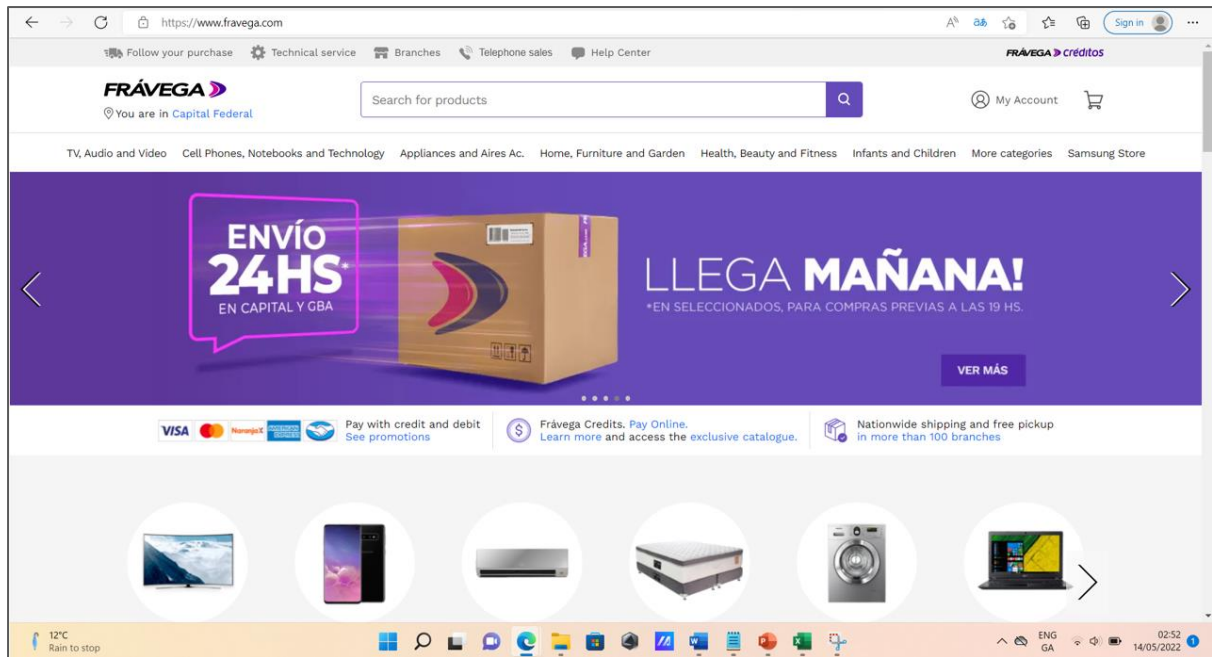 https://www.fravega.com
Sign in
Follow your purchase Technical service Branches Telephone sales Help Center FRÁVEGA créditos
FRÁVEGA
You are in Capital Federal
Search for products
My Account
TV, Audio and Video Cell Phones, Notebooks and Technology Appliances and Aires Ac. Home, Furniture and Garden Health, Beauty and Fitness Infants and Children More categories Samsung Store
ENVÍO
24HS*
EN CAPITAL Y GBA
LLEGA MAÑANA!
*EN SELECCIONADOS, PARA COMPRAS PREVIAS A LAS 19 HS.
VER MÁS
VISA NaranjaX AMERICAN EXPRESS
Pay with credit and debit
See promotions
Frávega Credits. Pay Online.
Learn more and access the exclusive catalogue.
Nationwide shipping and free pickup
in more than 100 branches
12°C
Rain to stop
ENG
GA
02:52
14/05/2022
1